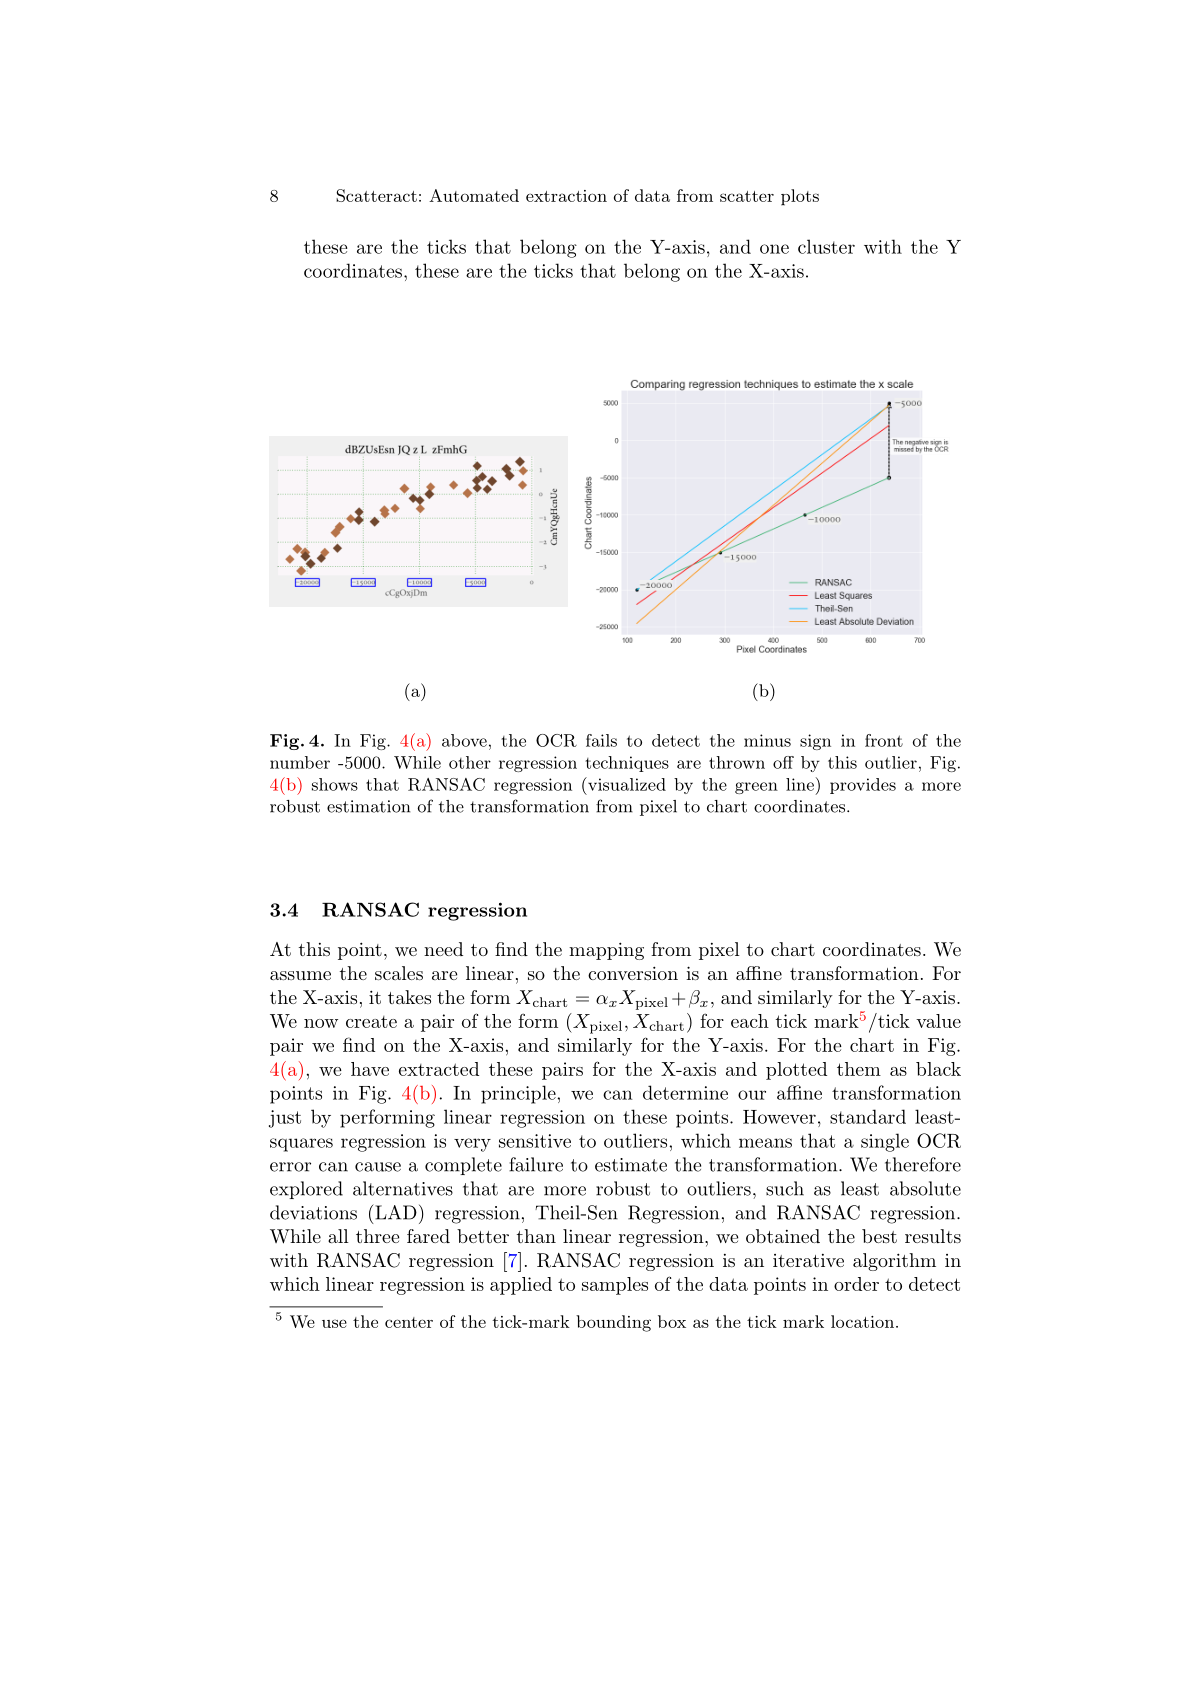 8 Scatteract: Automated extraction of data from scatter plots
these are the ticks that belong on the Y-axis, and one cluster with the Y
coordinates, these are the ticks that belong on the X-axis.
dBZUsEsn JQ z L zFmhG
1
0
−1
−2
−3
CmYQgHcnUe
−20000 −15000 −10000 −5000 0
cCgOxjDm
Comparing regression techniques to estimate the x scale
5000
0
−5000
−10000
−15000
−20000
−25000
Chart Coordinates
−5000
The negative sign is
missed by the OCR
−10000
−15000
−20000
RANSAC
Least Squares
Theil-Sen
Least Absolute Deviation
100 200 300 400 500 600 700
Pixel Coordinates
(a) (b)
Fig. 4. In Fig. 4(a) above, the OCR fails to detect the minus sign in front of the
number -5000. While other regression techniques are thrown off by this outlier, Fig.
4(b) shows that RANSAC regression (visualized by the green line) provides a more
robust estimation of the transformation from pixel to chart coordinates.
3.4 RANSAC regression
At this point, we need to find the mapping from pixel to chart coordinates. We
assume the scales are linear, so the conversion is an affine transformation. For
the X-axis, it takes the form X_chart = α_x X_pixel + β_x, and similarly for the Y-axis.
We now create a pair of the form (X_pixel, X_chart) for each tick mark⁵/tick value
pair we find on the X-axis, and similarly for the Y-axis. For the chart in Fig.
4(a), we have extracted these pairs for the X-axis and plotted them as black
points in Fig. 4(b). In principle, we can determine our affine transformation
just by performing linear regression on these points. However, standard least-
squares regression is very sensitive to outliers, which means that a single OCR
error can cause a complete failure to estimate the transformation. We therefore
explored alternatives that are more robust to outliers, such as least absolute
deviations (LAD) regression, Theil-Sen Regression, and RANSAC regression.
While all three fared better than linear regression, we obtained the best results
with RANSAC regression [7]. RANSAC regression is an iterative algorithm in
which linear regression is applied to samples of the data points in order to detect
⁵ We use the center of the tick-mark bounding box as the tick mark location.